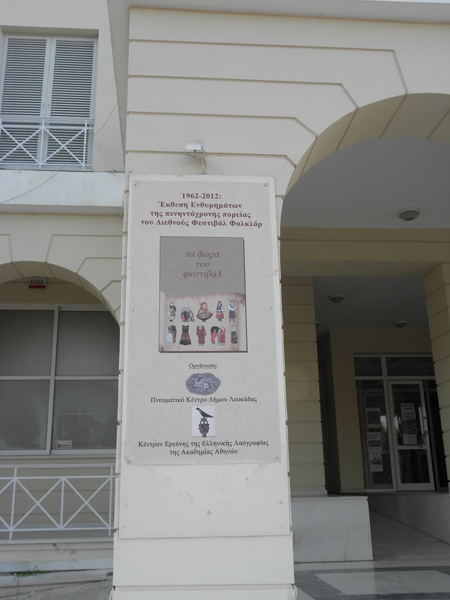 1962-2012:
Έκθεση Ενθυμημάτων
της πενηντάχρονης πορείας
του Διεθνούς Φεστιβάλ Φολκλόρ
τα δώρα
του
φεστιβάλ
Οργάνωση:
Πνευματικό Κέντρο Δήμου Λευκάδας
Κέντρον Ερεύνης της Ελληνικής Λαογραφίας
της Ακαδημίας Αθηνών